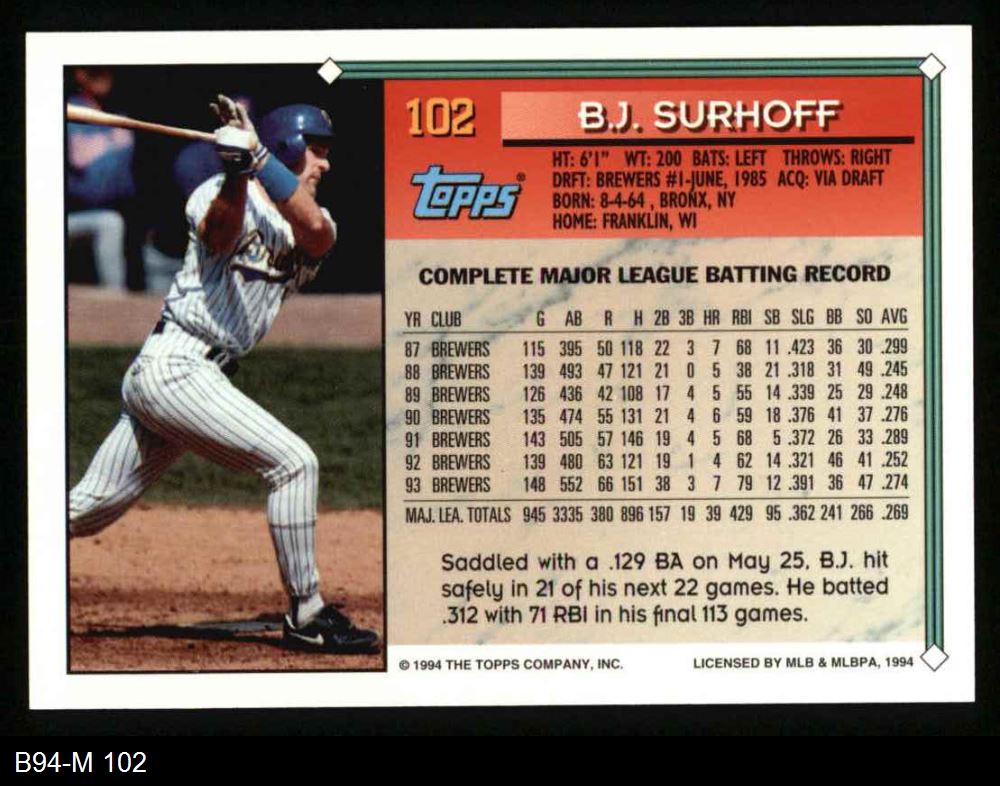 102
B.J. SURHOFF
TOPPS®
HT: 6'1" WT: 200 BATS: LEFT THROWS: RIGHT
DRFT: BREWERS #1-JUNE, 1985 ACQ: VIA DRAFT
BORN: 8-4-64 , BRONX, NY
HOME: FRANKLIN, WI
COMPLETE MAJOR LEAGUE BATTING RECORD
YR CLUB G AB R H 2B 3B HR RBI SB SLG BB SO AVG
87 BREWERS 115 395 50 118 22 3 7 68 11 .423 36 30 .299
88 BREWERS 139 493 47 121 21 0 5 38 21 .318 31 49 .245
89 BREWERS 126 436 42 108 17 4 5 55 14 .339 25 29 .248
90 BREWERS 135 474 55 131 21 4 6 59 18 .376 41 37 .276
91 BREWERS 143 505 57 146 19 4 5 68 5 .372 26 33 .289
92 BREWERS 139 480 63 121 19 1 4 62 14 .321 46 41 .252
93 BREWERS 148 552 66 151 38 3 7 79 12 .391 36 47 .274
MAJ. LEA. TOTALS 945 3335 380 896 157 19 39 429 95 .362 241 266 .269
Saddled with a .129 BA on May 25, B.J. hit
safely in 21 of his next 22 games. He batted
.312 with 71 RBI in his final 113 games.
© 1994 THE TOPPS COMPANY, INC. LICENSED BY MLB & MLBPA, 1994
B94-M 102